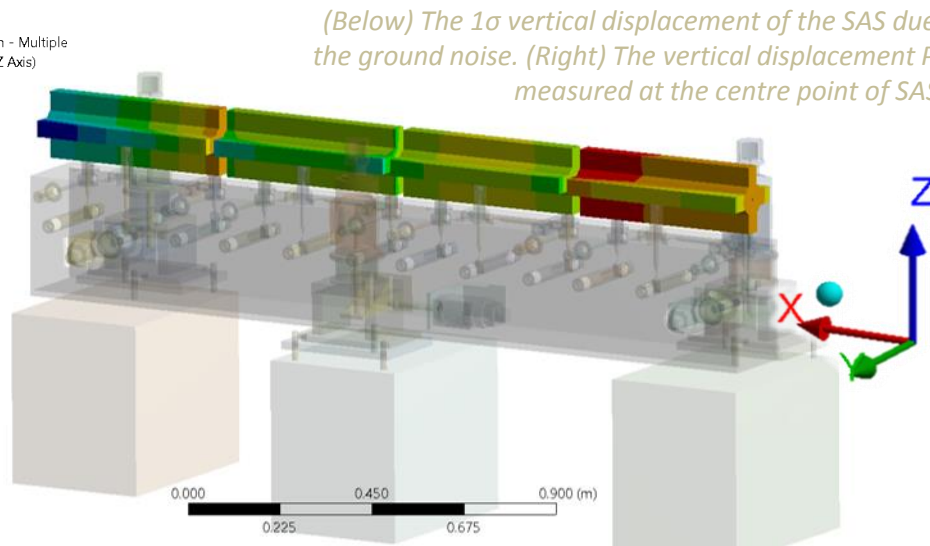 (Below) The 1σ vertical displacement of the SAS due
the ground noise. (Right) The vertical displacement P
measured at the centre point of SAS
- Multiple
Axis)
Z
X
Y
0.000 0.450 0.900 (m)
0.225 0.675